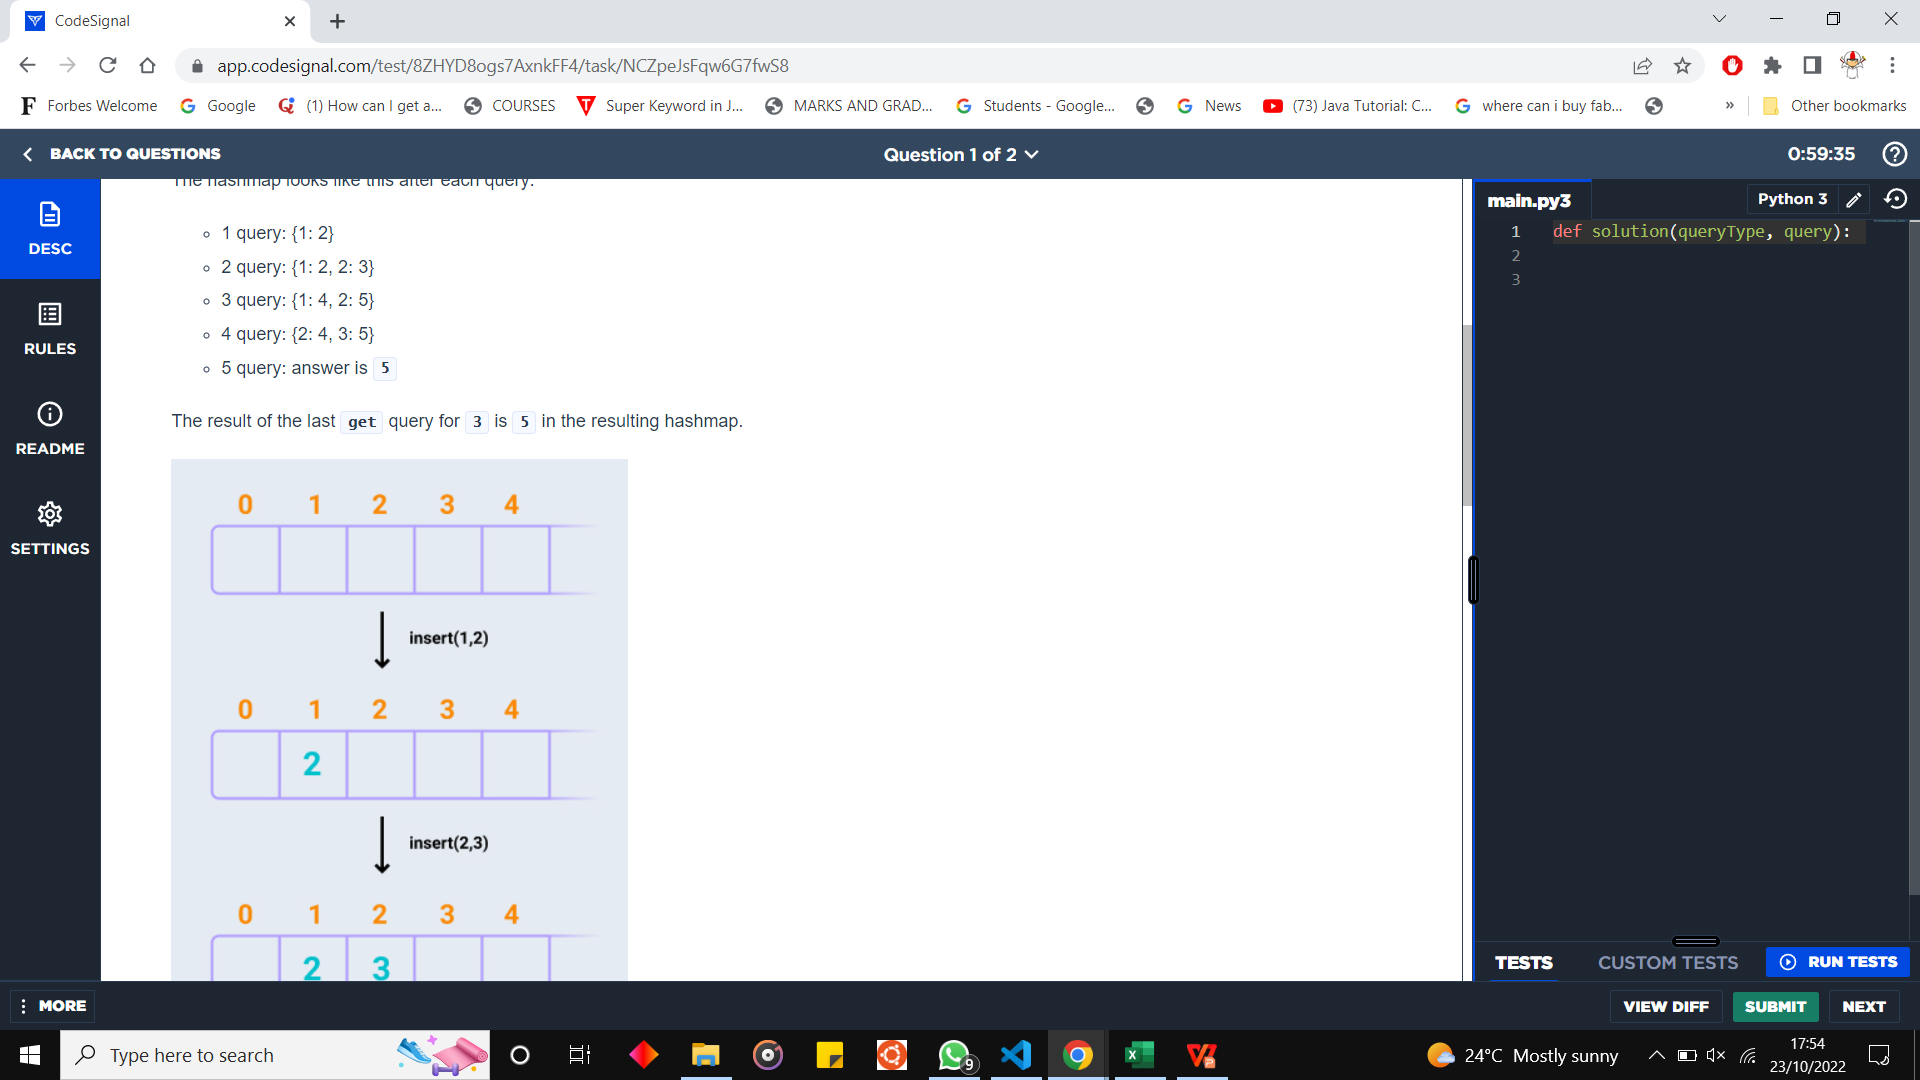 CodeSignal
app.codesignal.com/test/8ZHYD8ogs7AxnkFF4/task/NCZpeJsFqw6G7fwS8
Forbes Welcome
Google
(1) How can I get a...
COURSES
Super Keyword in J...
MARKS AND GRAD...
Students - Google...
News
(73) Java Tutorial: C...
where can i buy fab...
»
Other bookmarks
BACK TO QUESTIONS
Question 1 of 2
0:59:35
DESC
RULES
README
SETTINGS
The hashmap looks like this after each query:
1 query: {1: 2}
2 query: {1: 2, 2: 3}
3 query: {1: 4, 2: 5}
4 query: {2: 4, 3: 5}
5 query: answer is 5
The result of the last get query for 3 is 5 in the resulting hashmap.
0 1 2 3 4
insert(1,2)
0 1 2 3 4
2
insert(2,3)
0 1 2 3 4
2 3
main.py3
Python 3
1 def solution(queryType, query):
2
3
TESTS
CUSTOM TESTS
RUN TESTS
MORE
VIEW DIFF
SUBMIT
NEXT
Type here to search
9
24°C Mostly sunny
17:54
23/10/2022